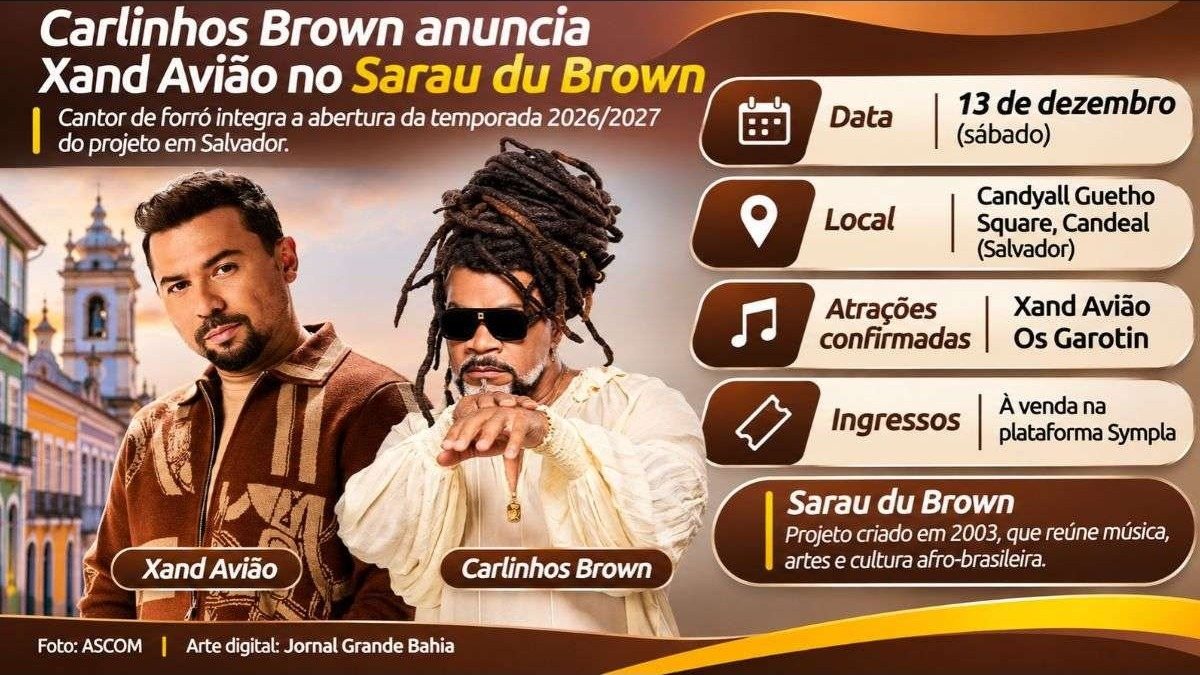 Carlinhos Brown anuncia
Xand Avião no Sarau du Brown
Cantor de forró integra a abertura da temporada 2026/2027
do projeto em Salvador.
Data
13 de dezembro
(sábado)
Local
Candyall Guetho
Square, Candeal
(Salvador)
Atrações
confirmadas
Xand Avião
Os Garotin
Ingressos
À venda na
plataforma Sympla
Sarau du Brown
Projeto criado em 2003, que reúne música,
artes e cultura afro-brasileira.
Xand Avião
Carlinhos Brown
Foto: ASCOM | Arte digital: Jornal Grande Bahia